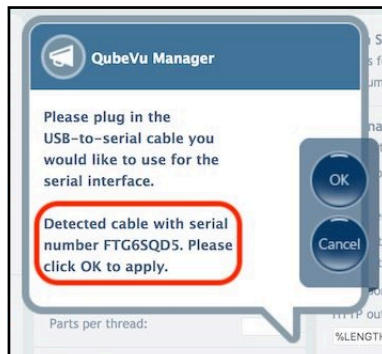 QubeVu Manager
Please plug in the
USB-to-serial cable you
would like to use for the
serial interface.
Detected cable with serial
number FTG6SQD5. Please
click OK to apply.
OK
Cancel
Parts per thread:
%LENGTH